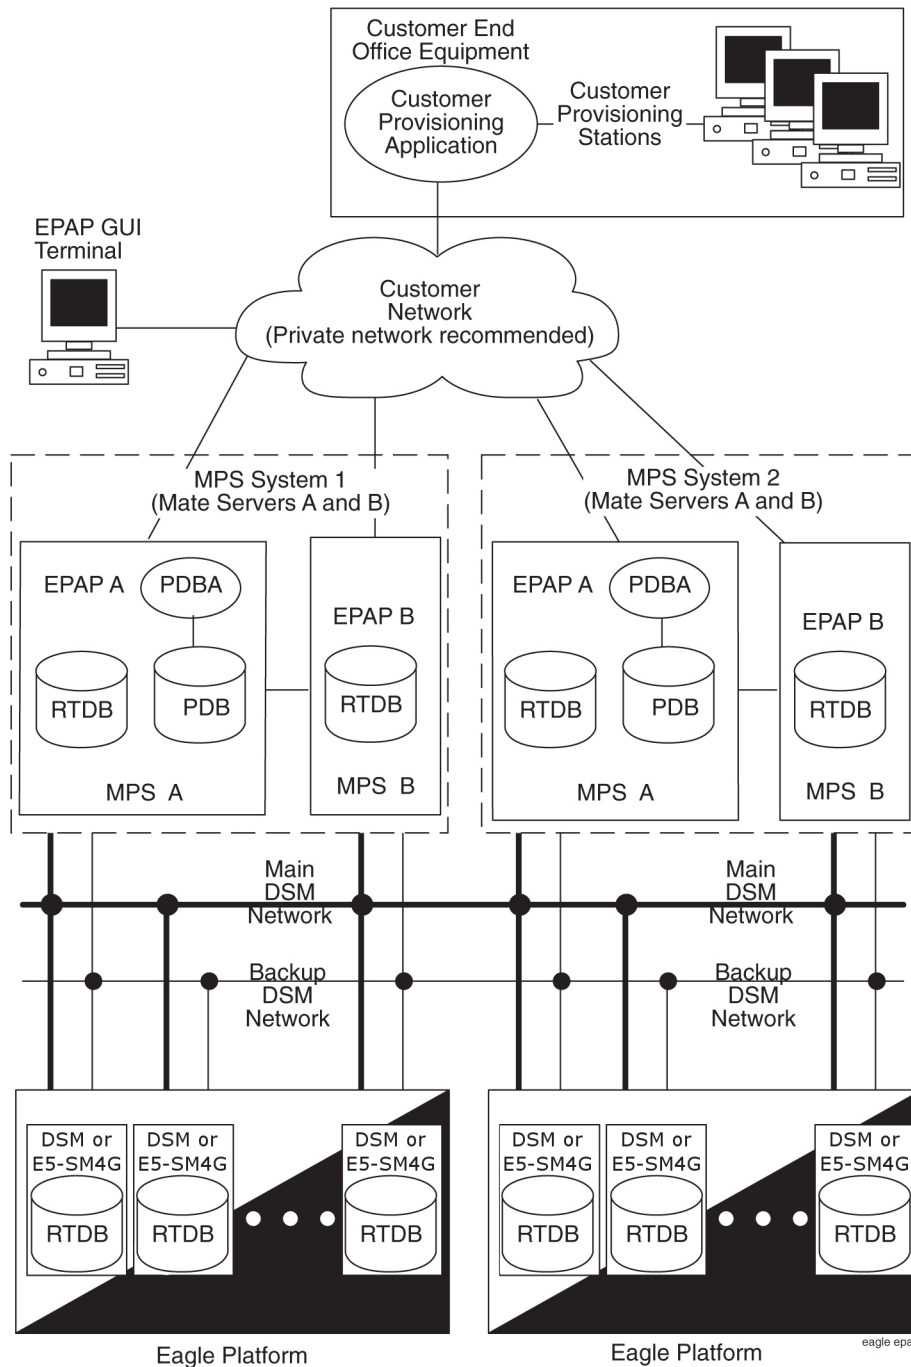 Customer End
Office Equipment
Customer
Provisioning
Application
Customer
Provisioning
Stations
EPAP GUI
Terminal
Customer
Network
(Private network recommended)
MPS System 1
(Mate Servers A and B)
EPAP A
PDBA
RTDB
PDB
MPS A
EPAP B
RTDB
MPS B
MPS System 2
(Mate Servers A and B)
EPAP A
PDBA
RTDB
PDB
MPS A
EPAP B
RTDB
MPS B
Main
DSM
Network
Main
DSM
Network
Backup
DSM
Network
Backup
DSM
Network
DSM or
E5-SM4G
RTDB
DSM or
E5-SM4G
RTDB
DSM or
E5-SM4G
RTDB
Eagle Platform
DSM or
E5-SM4G
RTDB
DSM or
E5-SM4G
RTDB
DSM or
E5-SM4G
RTDB
Eagle Platform
eagle epa